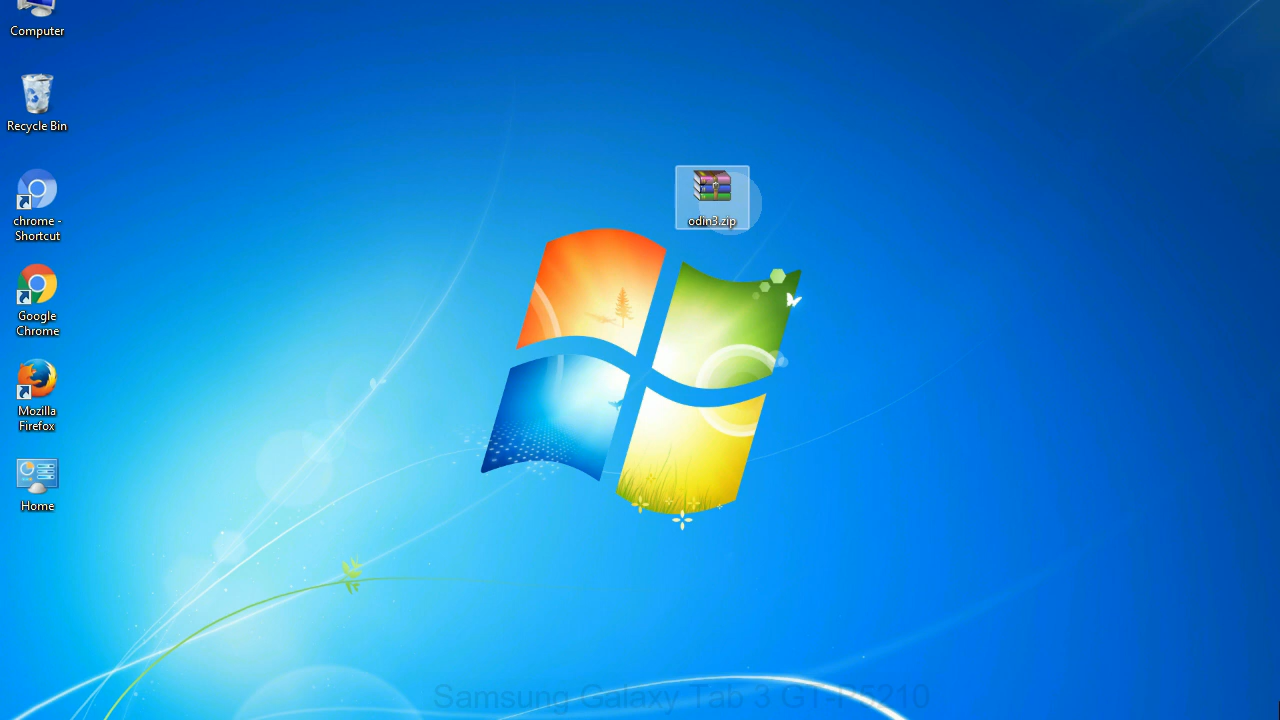 Computer
Recycle Bin
chrome -
Shortcut
Google
Chrome
Mozilla
Firefox
Home
odin3.zip
Samsung Galaxy Tab 3 GT-P5210